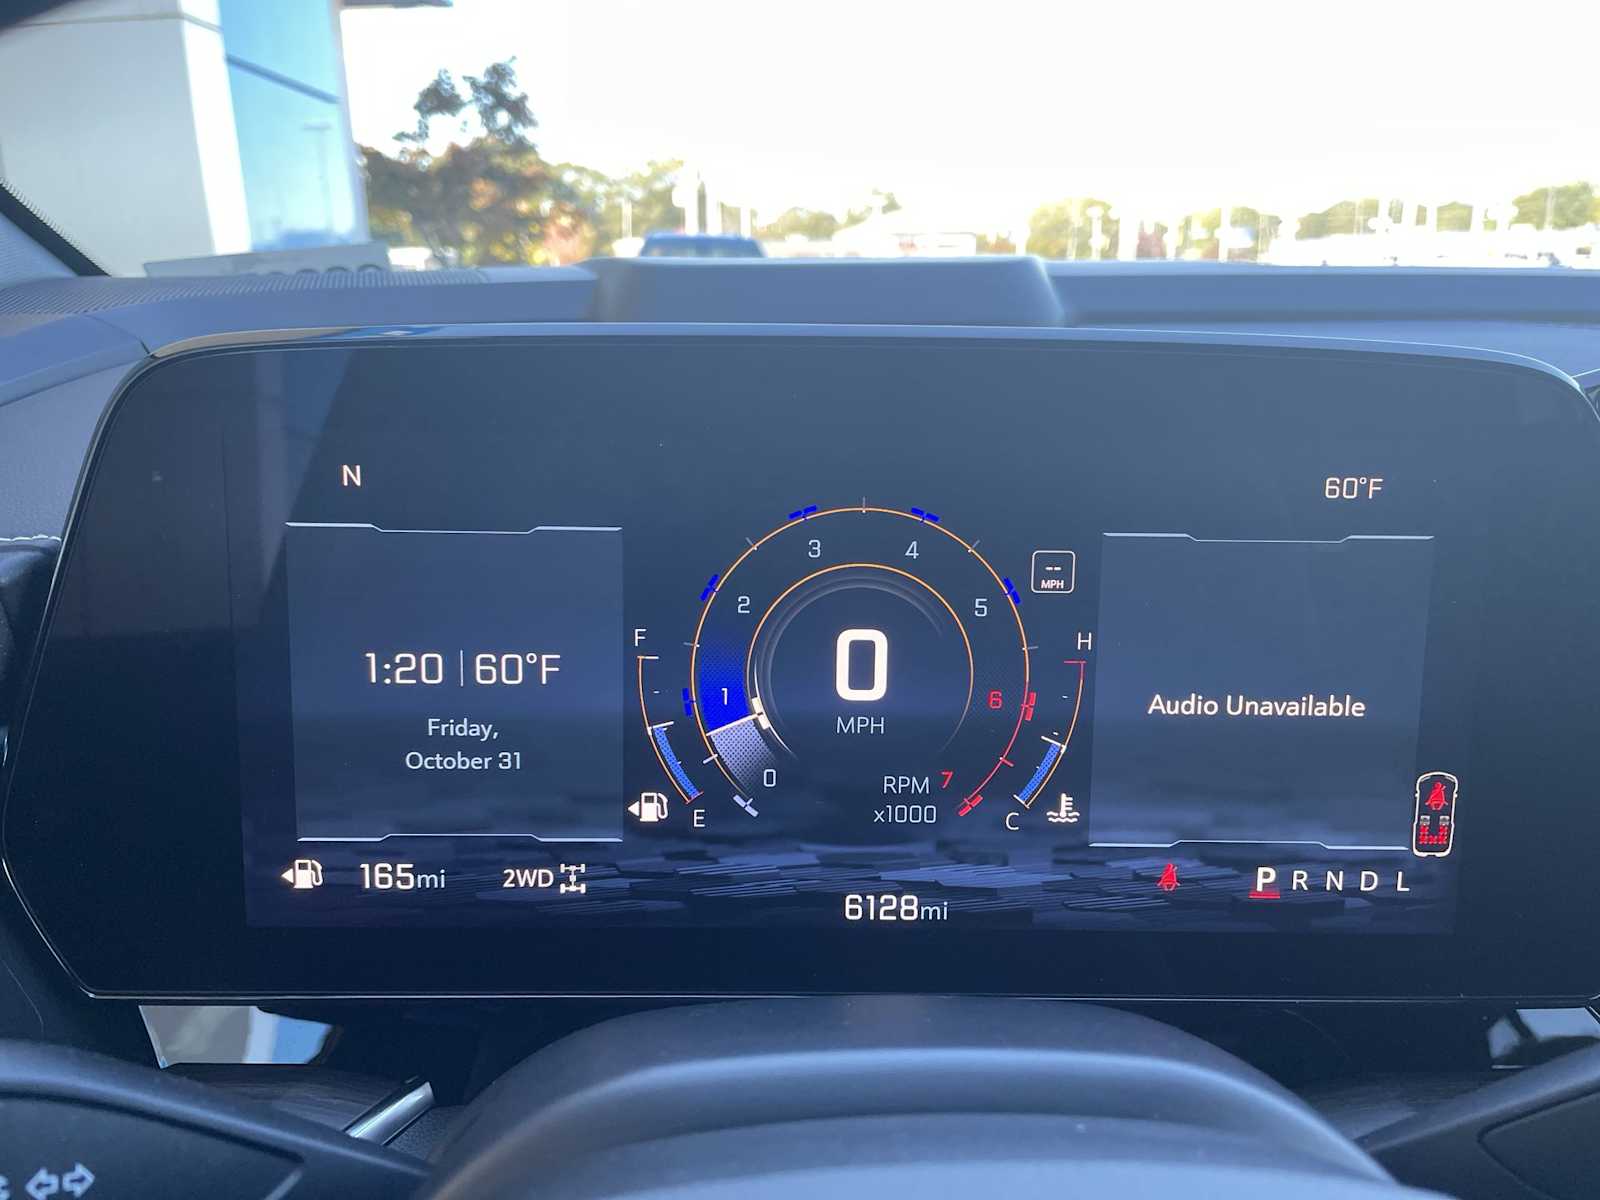 N
60°F
1:20 | 60°F
Friday,
October 31
F
E
0
1
2
3
4
5
6
7
0
MPH
RPM
x1000
--
MPH
H
C
Audio Unavailable
165mi
2WD
6128mi
P R N D L